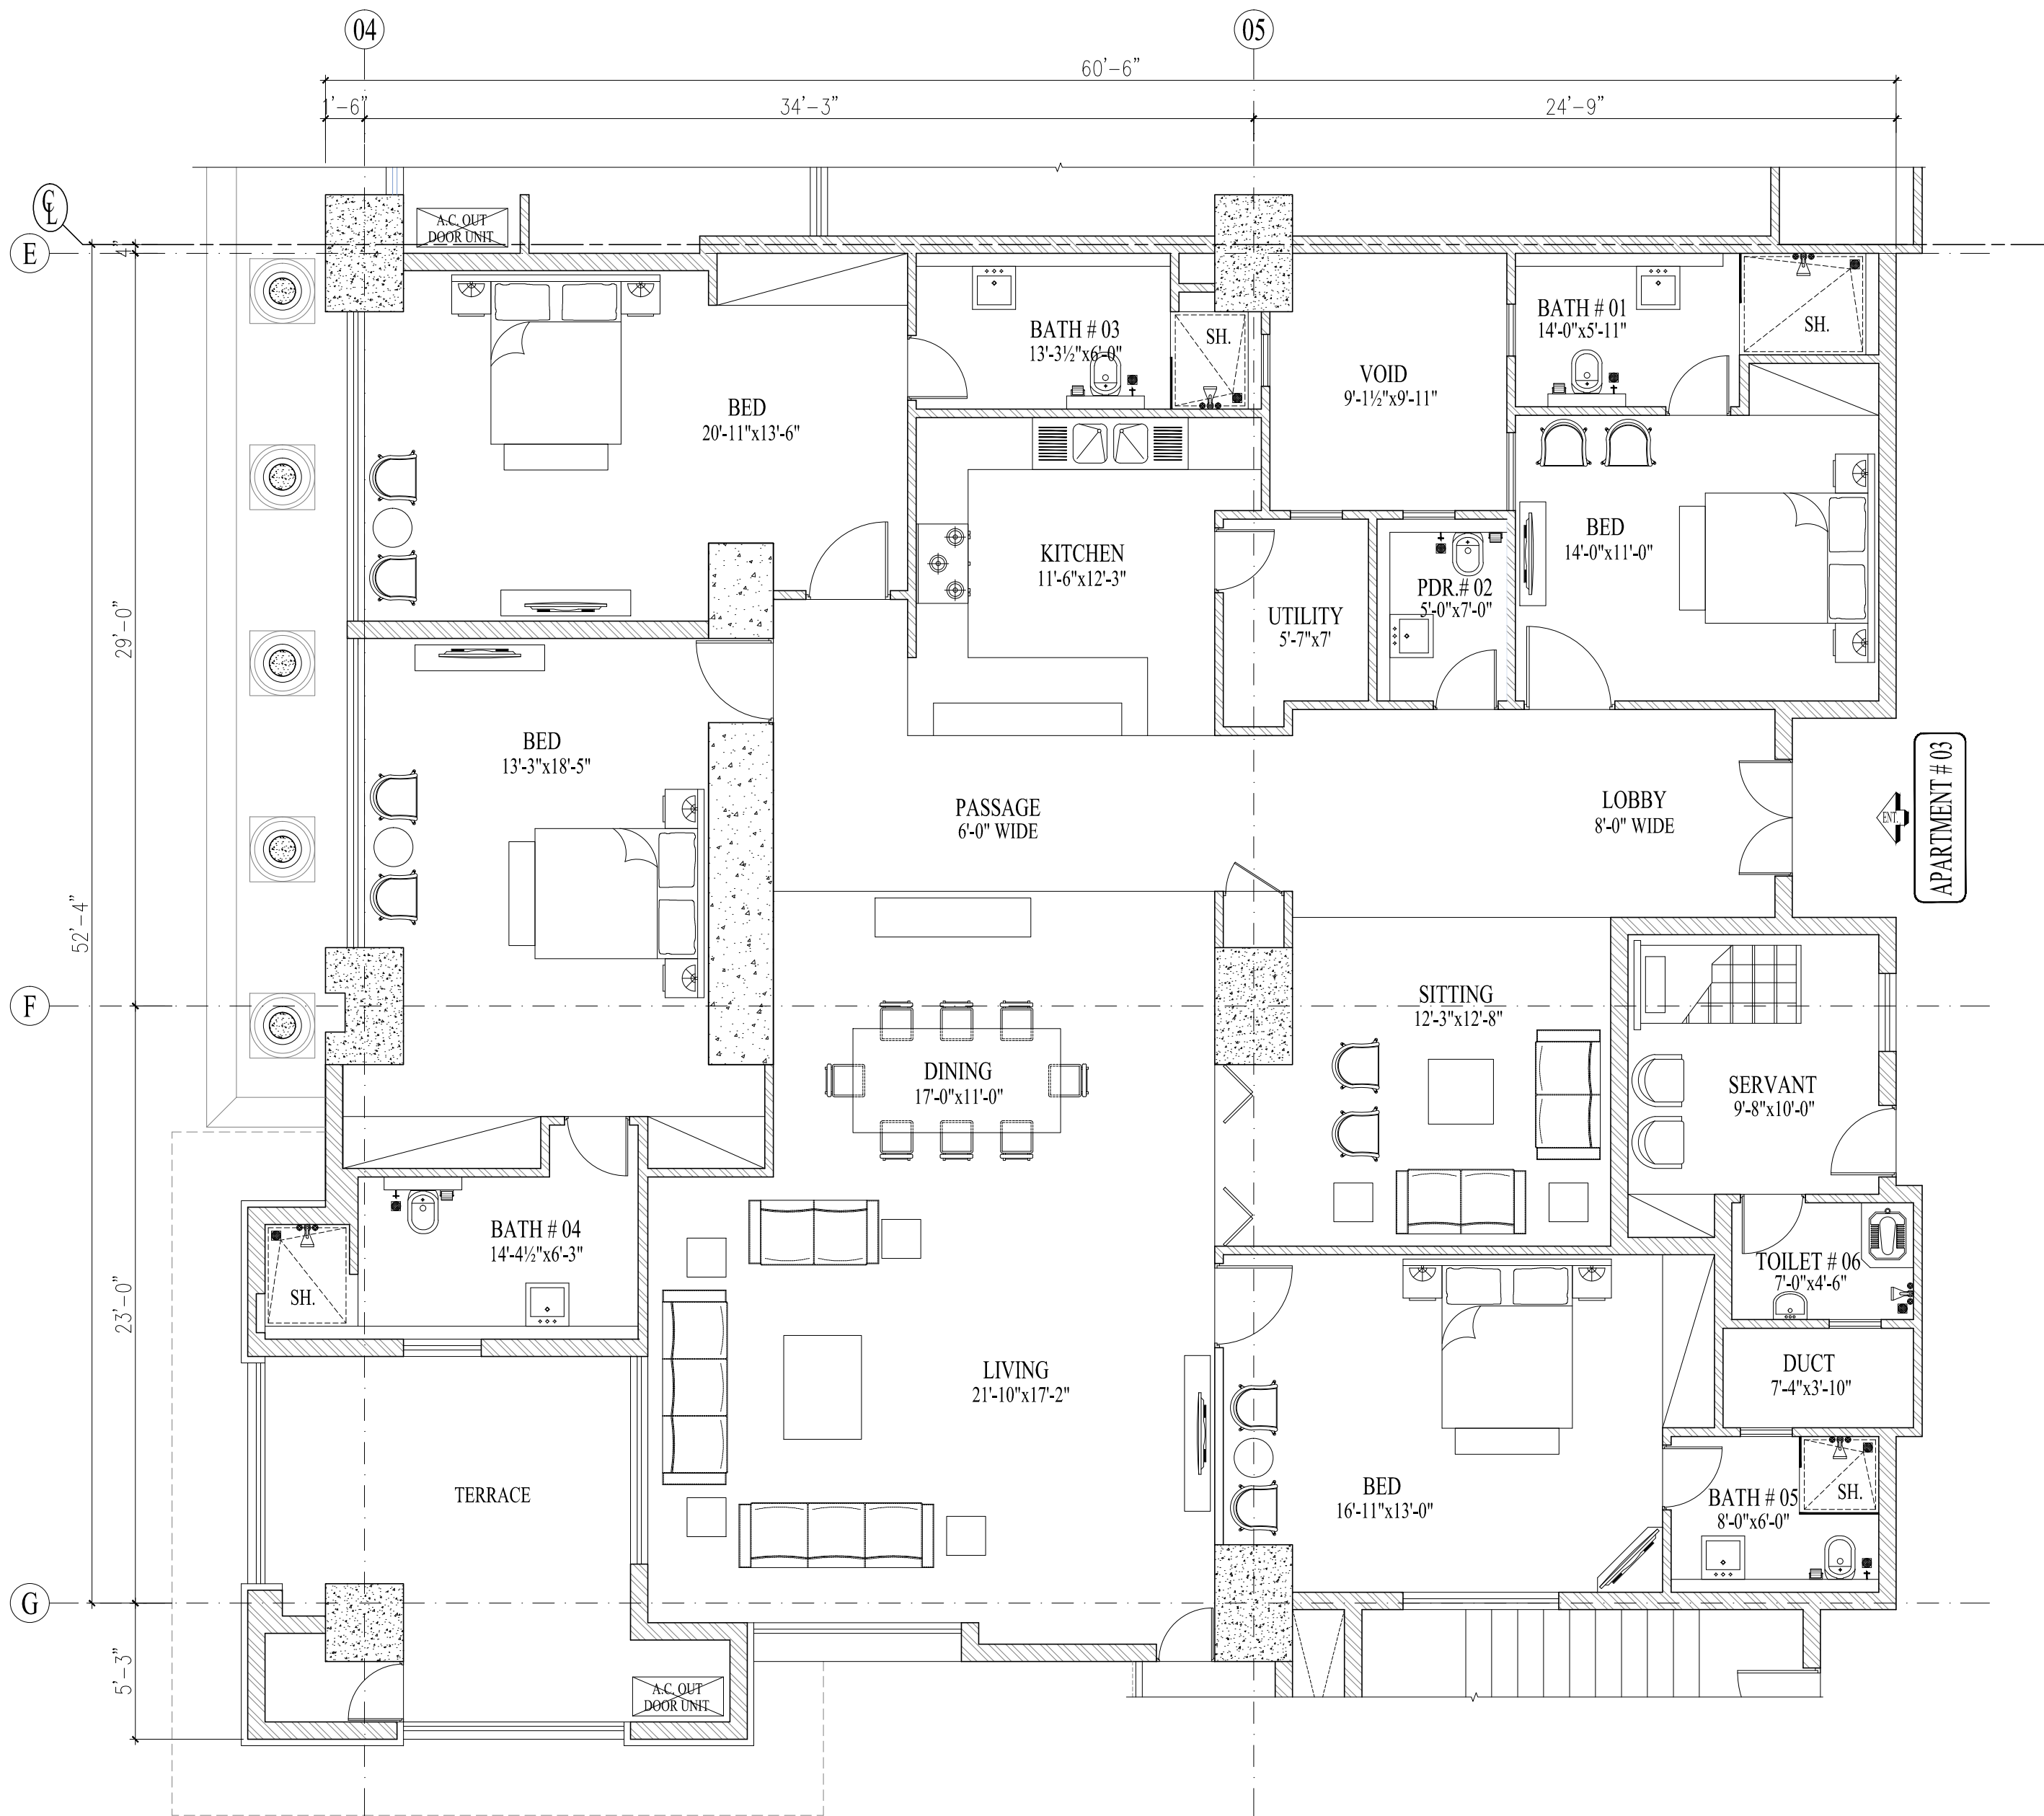 04
05
60'-6"
1'-6"
34'-3"
24'-9"
℄
A.C. OUT
DOOR UNIT
E
4"
BATH # 03
13'-3½"x6'-0"
SH.
BATH # 01
14'-0"x5'-11"
SH.
VOID
9'-1½"x9'-11"
BED
20'-11"x13'-6"
BED
14'-0"x11'-0"
KITCHEN
11'-6"x12'-3"
PDR.# 02
5'-0"x7'-0"
UTILITY
5'-7"x7'
29'-0"
BED
13'-3"x18'-5"
PASSAGE
6'-0" WIDE
LOBBY
8'-0" WIDE
ENT.
APARTMENT # 03
52'-4"
F
SITTING
12'-3"x12'-8"
DINING
17'-0"x11'-0"
SERVANT
9'-8"x10'-0"
BATH # 04
14'-4½"x6'-3"
SH.
TOILET # 06
7'-0"x4'-6"
23'-0"
LIVING
21'-10"x17'-2"
DUCT
7'-4"x3'-10"
TERRACE
BED
16'-11"x13'-0"
BATH # 05
8'-0"x6'-0"
SH.
G
5'-3"
A.C. OUT
DOOR UNIT